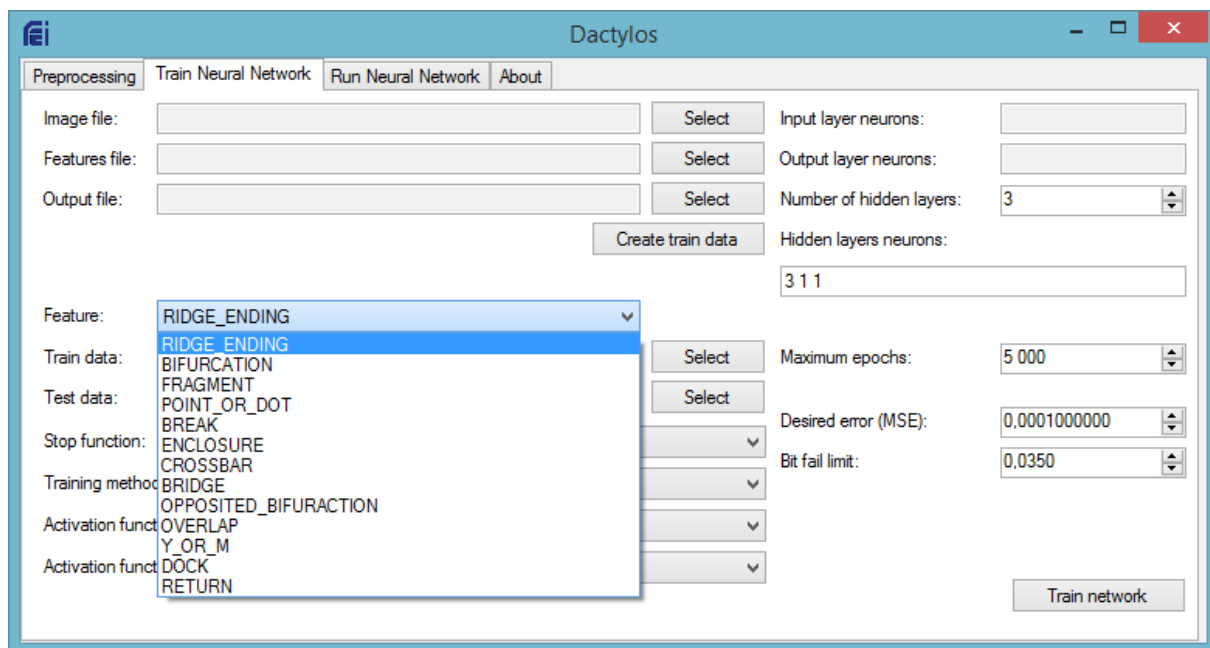 Dactylos
Preprocessing Train Neural Network Run Neural Network About
Image file: Select Input layer neurons:
Features file: Select Output layer neurons:
Output file: Select Number of hidden layers: 3
Create train data Hidden layers neurons:
3 1 1
Feature: RIDGE_ENDING
RIDGE_ENDING
Train data: Select Maximum epochs: 5 000
BIFURCATION
FRAGMENT
Test data: Select
POINT_OR_DOT
BREAK Desired error (MSE): 0,0001000000
Stop function: ENCLOSURE
CROSSBAR Bit fail limit: 0,0350
Training method BRIDGE
OPPOSITED_BIFURACTION
Activation funct OVERLAP
Y_OR_M
Activation funct DOCK
RETURN
Train network